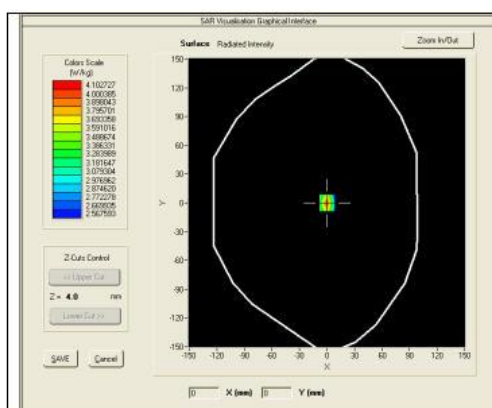 SAR Visualisation Graphical Interface
Surface Radiated Intensity
Zoom In/Out
Colors Scale
(W/kg)
4.102727
4.000385
3.898043
3.795701
3.693358
3.591016
3.488674
3.386331
3.283989
3.181647
3.079304
2.976962
2.874620
2.772278
2.669935
2.567593
Z-Cuts Control
<< Upper Cut
Z = 4.0 mm
Lower Cut >>
SAVE Cancel
150
120
90
60
30
0
-30
-60
-90
-120
-150
Y
-150 -120 -90 -60 -30 0 30 60 90 120 150
X
0 X (mm) 0 Y (mm)